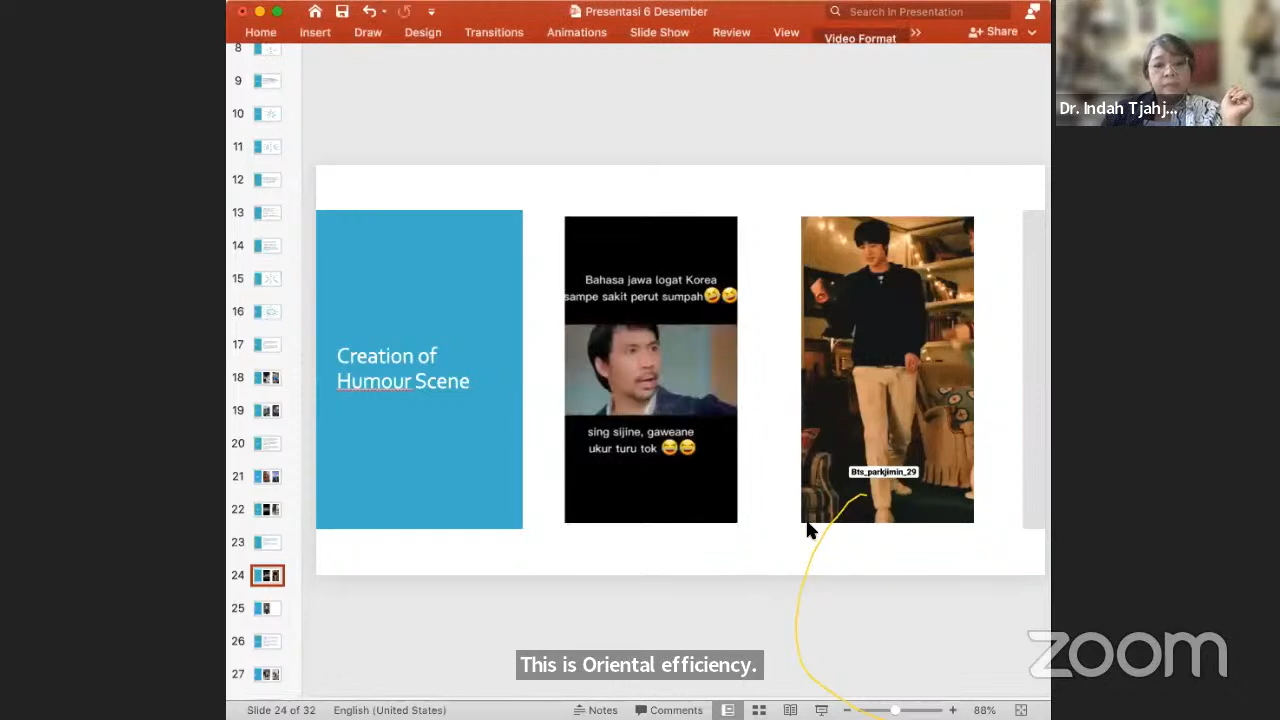 Presentasi 6 Desember
Search in Presentation
Home Insert Draw Design Transitions Animations Slide Show Review View Video Format >> Share
8
9
10
11
12
13
14
15
16
17
18
19
20
21
22
23
24
25
26
27
Creation of
Humour Scene
Bahasa jawa logat Korea
sampe sakit perut sumpah🤣🤣
sing sijine, gaweane
ukur turu tok 😅😅
Bts_parkjimin_29
Dr. Indah Tjahj...
This is Oriental efficiency.
zoom
Slide 24 of 32 English (United States) Notes Comments 88%